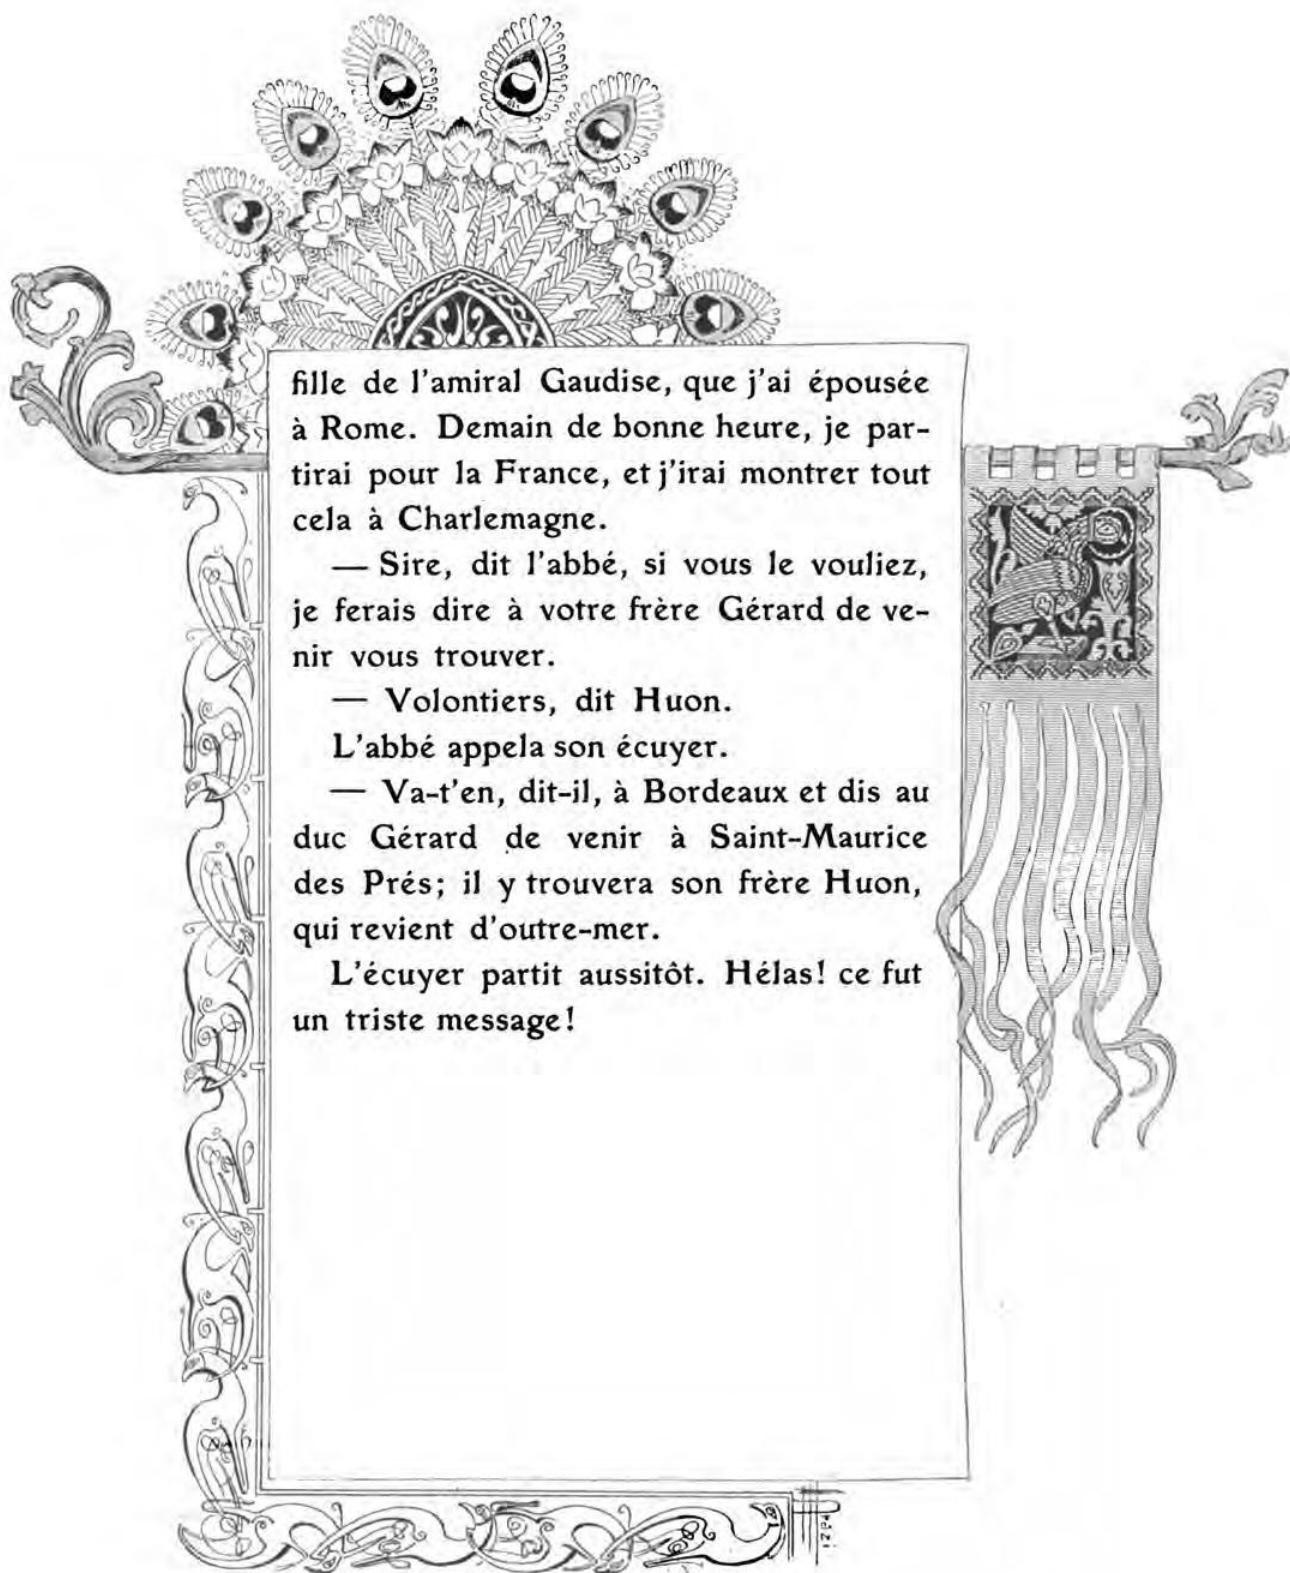 fille de l'amiral Gaudise, que j'ai épousée
à Rome. Demain de bonne heure, je par-
tirai pour la France, et j'irai montrer tout
cela à Charlemagne.
— Sire, dit l'abbé, si vous le vouliez,
je ferais dire à votre frère Gérard de ve-
nir vous trouver.
— Volontiers, dit Huon.
L'abbé appela son écuyer.
— Va-t'en, dit-il, à Bordeaux et dis au
duc Gérard de venir à Saint-Maurice
des Prés; il y trouvera son frère Huon,
qui revient d'outre-mer.
L'écuyer partit aussitôt. Hélas! ce fut
un triste message!